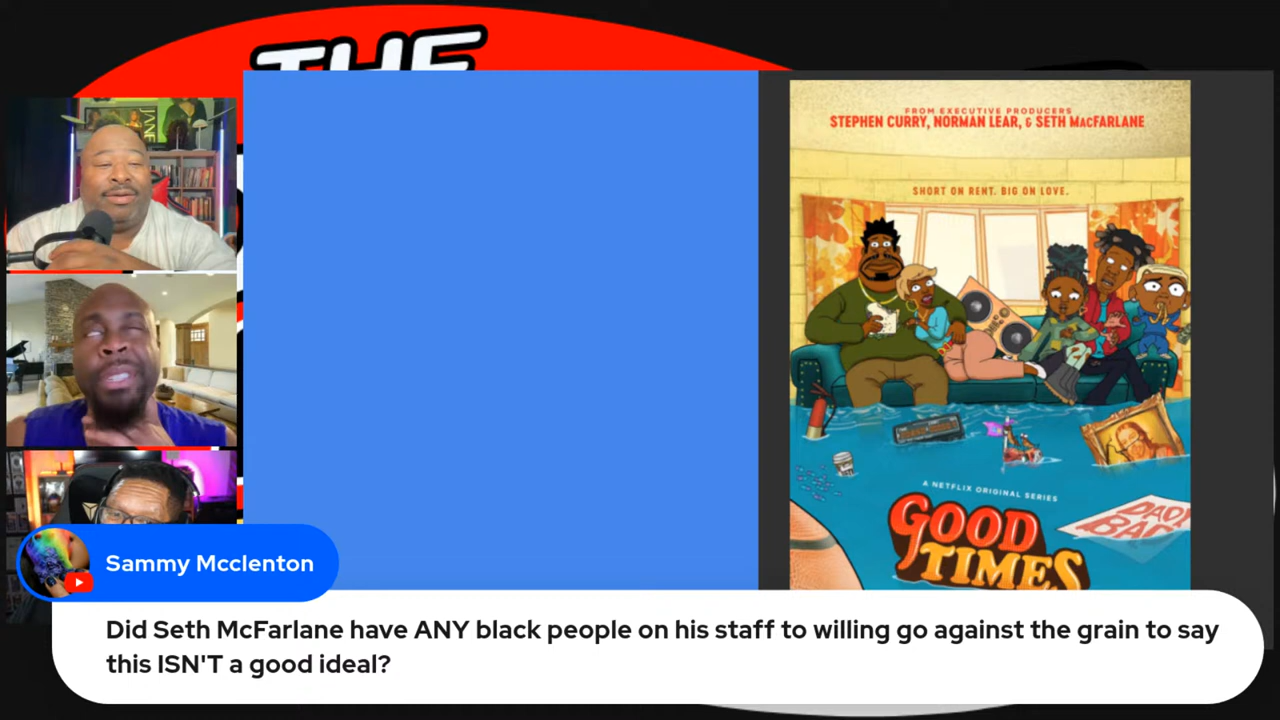 THE
JANE
FROM EXECUTIVE PRODUCERS
STEPHEN CURRY, NORMAN LEAR, & SETH MACFARLANE
SHORT ON RENT. BIG ON LOVE.
A NETFLIX ORIGINAL SERIES
GOOD
TIMES
Sammy Mcclenton
Did Seth McFarlane have ANY black people on his staff to willing go against the grain to say
this ISN'T a good ideal?